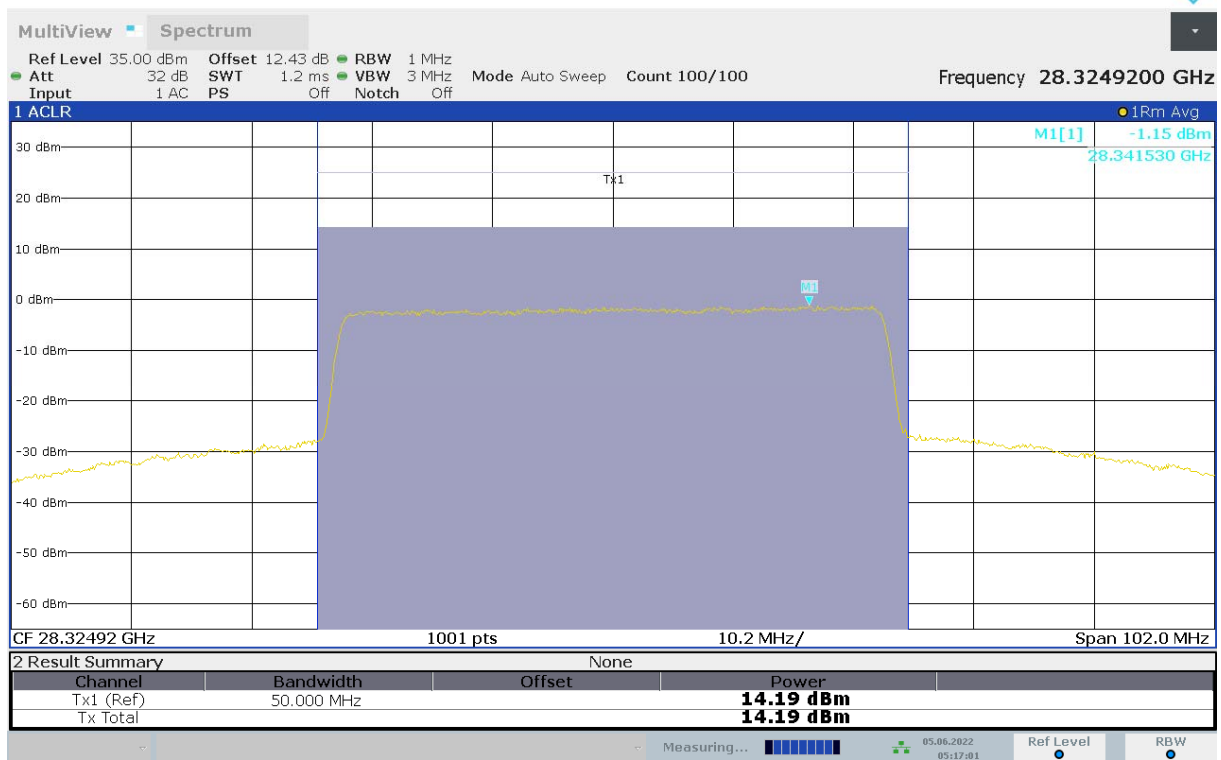 MultiView Spectrum
Ref Level 35.00 dBm Offset 12.43 dB RBW 1 MHz
Att 32 dB SWT 1.2 ms VBW 3 MHz Mode Auto Sweep Count 100/100 Frequency 28.3249200 GHz
Input 1 AC PS Off Notch Off
1 ACLR 1Rm Avg
M1[1] -1.15 dBm
28.341530 GHz
30 dBm
Tx1
20 dBm
10 dBm
M1
0 dBm
-10 dBm
-20 dBm
-30 dBm
-40 dBm
-50 dBm
-60 dBm
CF 28.32492 GHz 1001 pts 10.2 MHz/ Span 102.0 MHz
2 Result Summary None
Channel Bandwidth Offset Power
Tx1 (Ref) 50.000 MHz 14.19 dBm
Tx Total 14.19 dBm
Measuring... 05.06.2022 Ref Level RBW
05:17:01